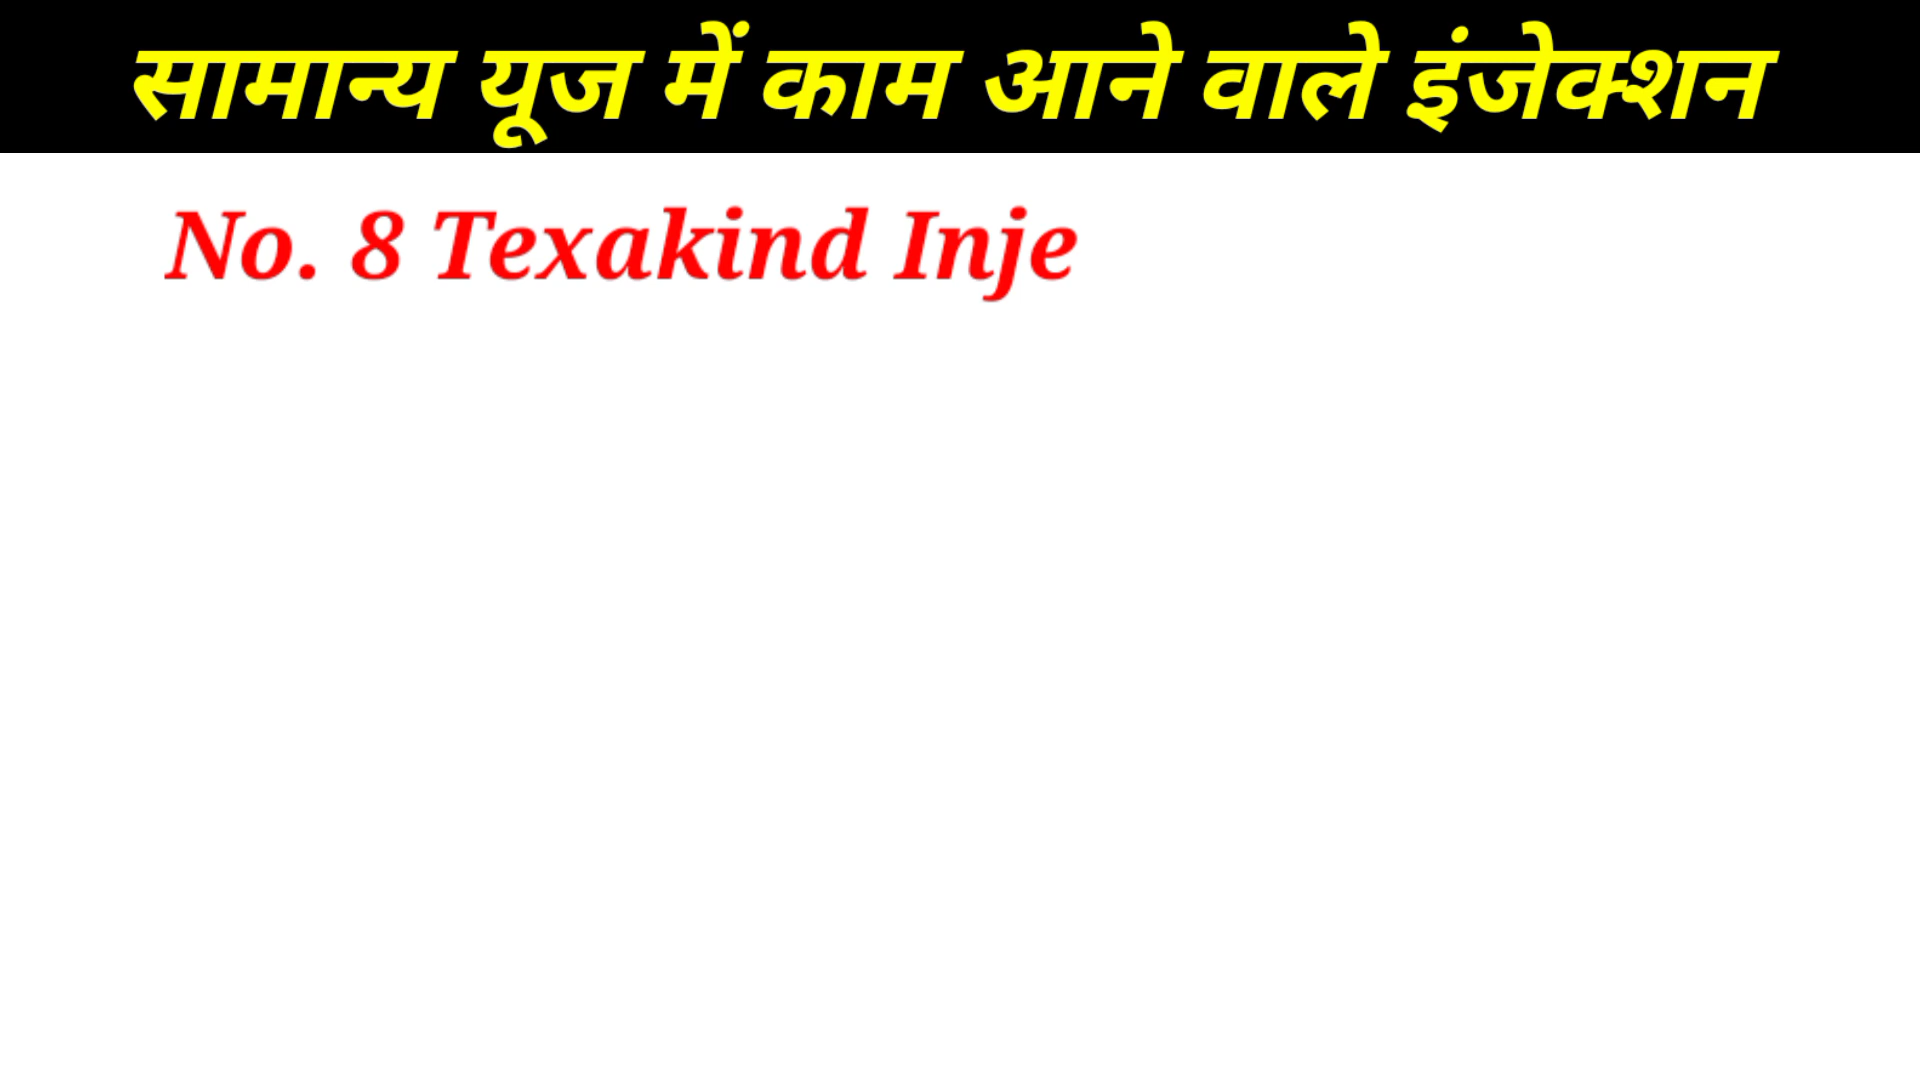 सामान्य यूज में काम आने वाले इंजेक्शन
No. 8 Texakind Inje